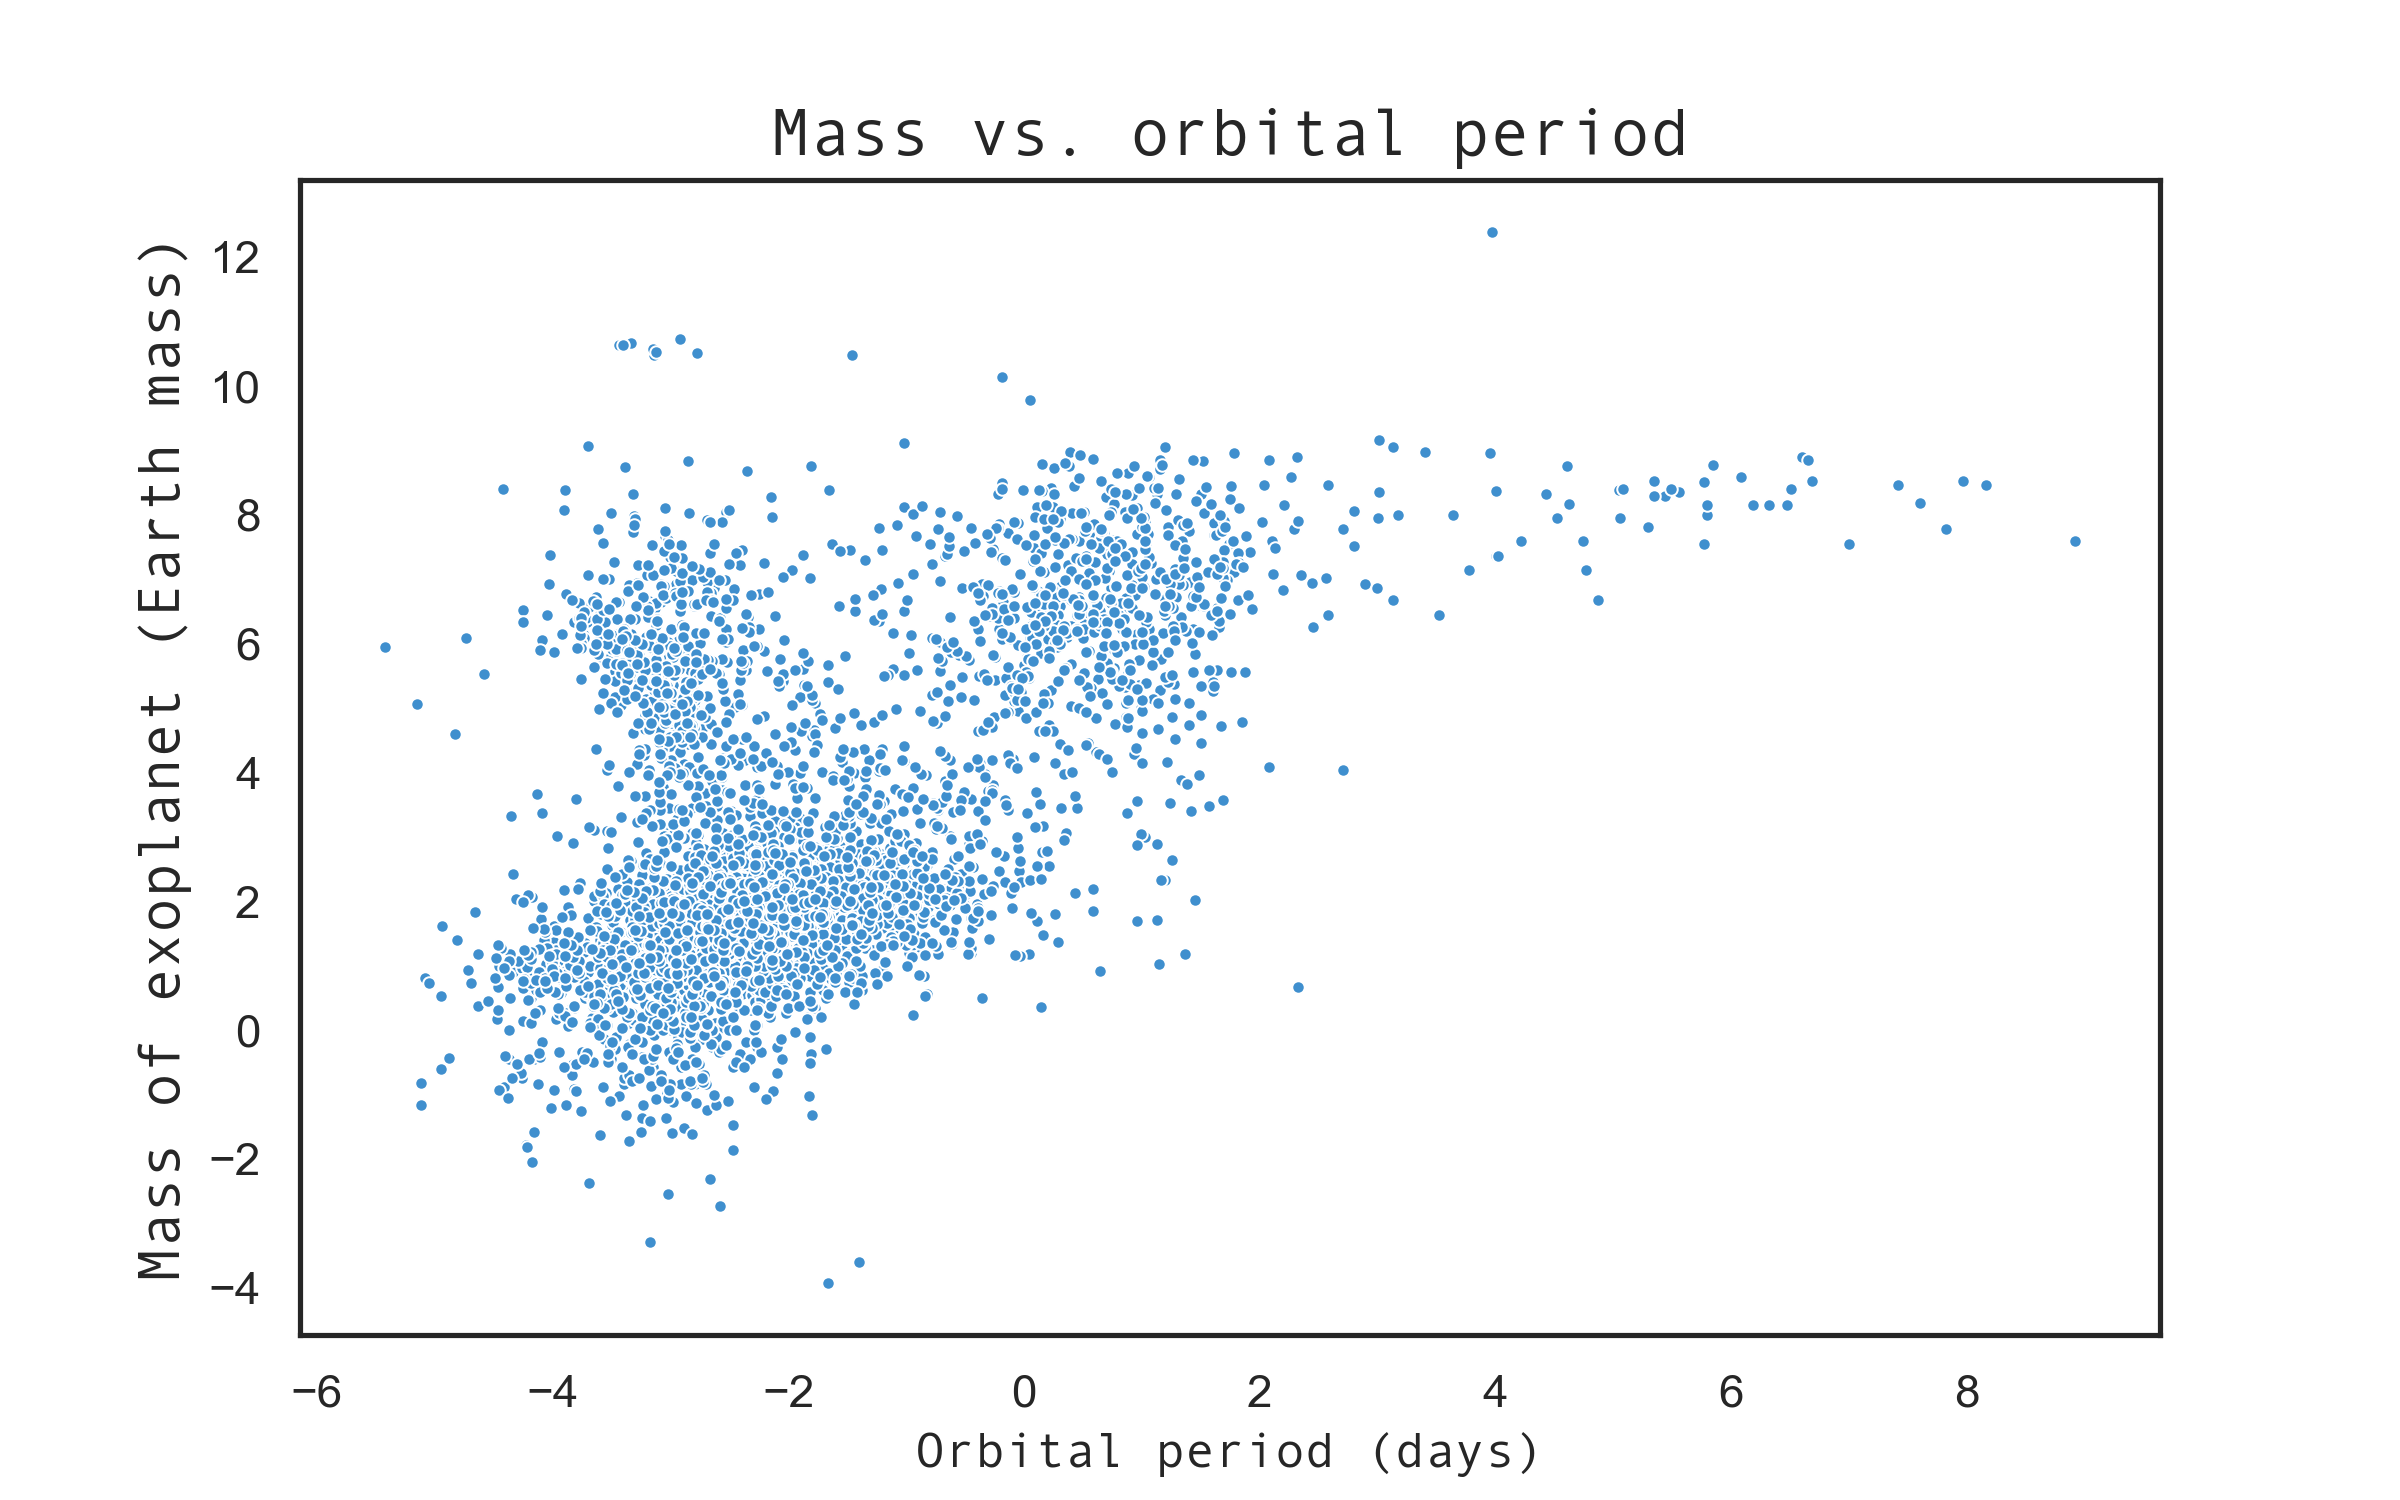 Mass vs. orbital period
Mass of exoplanet (Earth mass)
12
10
8
6
4
2
0
−2
−4
−6 −4 −2 0 2 4 6 8
Orbital period (days)